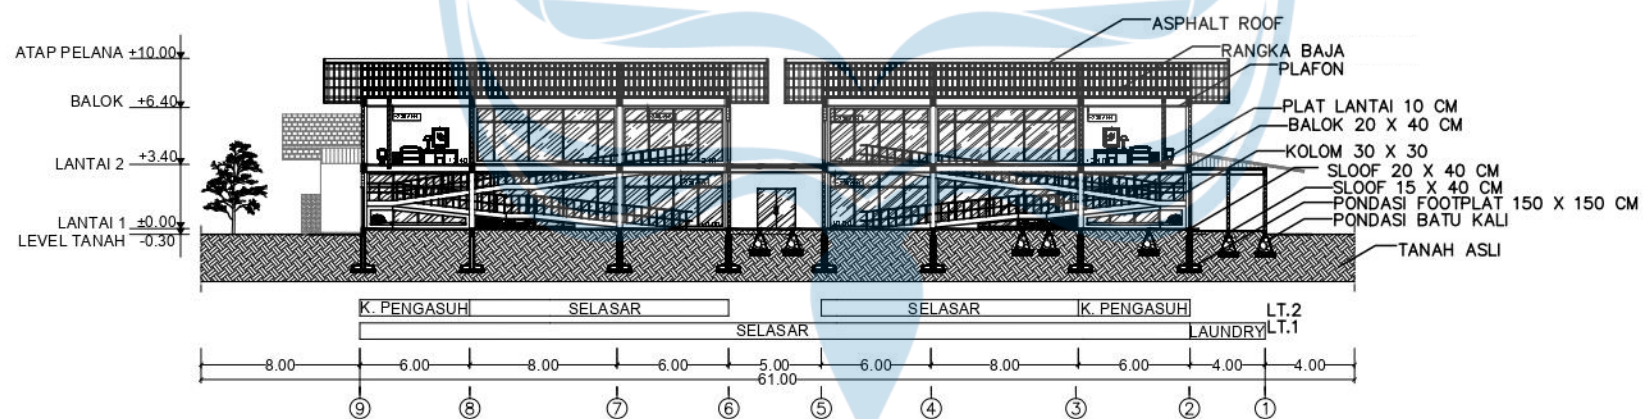 ASPHALT ROOF
ATAP PELANA ±10.00
RANGKA BAJA
PLAFON
BALOK +6.40
PLAT LANTAI 10 CM
BALOK 20 X 40 CM
KOLOM 30 X 30
LANTAI 2 +3.40
SLOOF 20 X 40 CM
SLOOF 15 X 40 CM
PONDASI FOOTPLAT 150 X 150 CM
LANTAI 1 ±0.00
PONDASI BATU KALI
LEVEL TANAH -0.30
TANAH ASLI
K. PENGASUH SELASAR SELASAR K. PENGASUH LT.2
SELASAR LAUNDRY LT.1
8.00 6.00 8.00 6.00 5.00 6.00 8.00 6.00 4.00 4.00
61.00
9 8 7 6 5 4 3 2 1